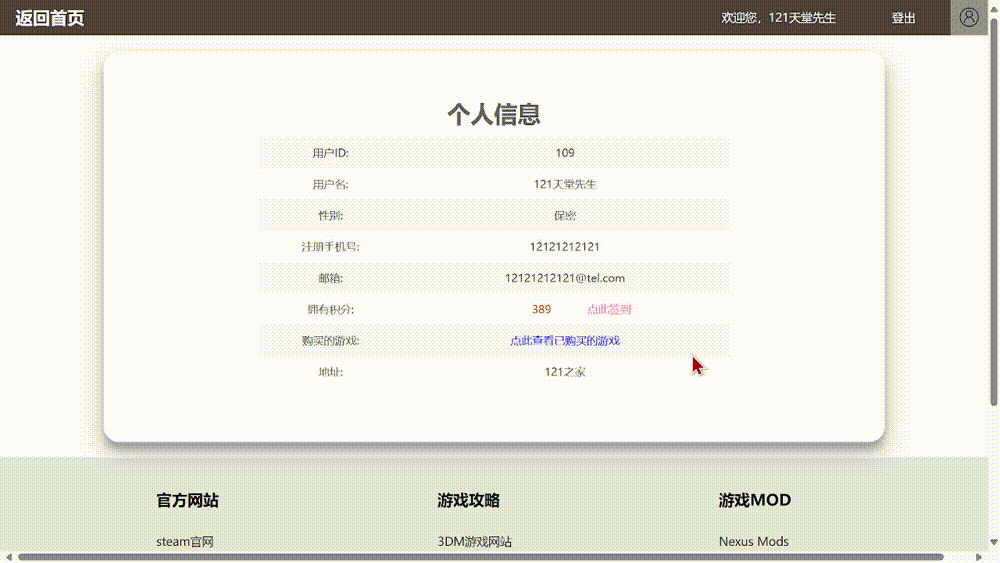 返回首页 欢迎您，121天堂先生 登出
个人信息
用户ID: 109
用户名: 121天堂先生
性别: 保密
注册手机号: 12121212121
邮箱: 12121212121@tel.com
拥有积分: 389 点此签到
购买的游戏: 点此查看已购买的游戏
地址: 121之家
官方网站 游戏攻略 游戏MOD
steam官网 3DM游戏网站 Nexus Mods